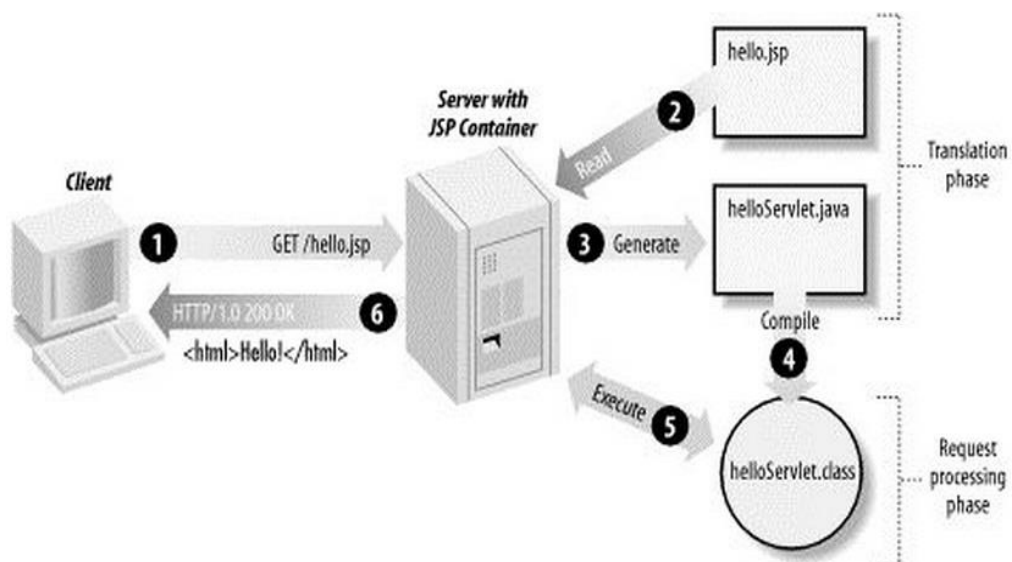 hello.jsp
Server with
JSP Container
2
Read
Translation
phase
Client
helloServlet.java
1
GET /hello.jsp
3
Generate
HTTP/1.0 200 OK
6
<html>Hello!</html>
Compile
4
Execute
5
helloServlet.class
Request
processing
phase